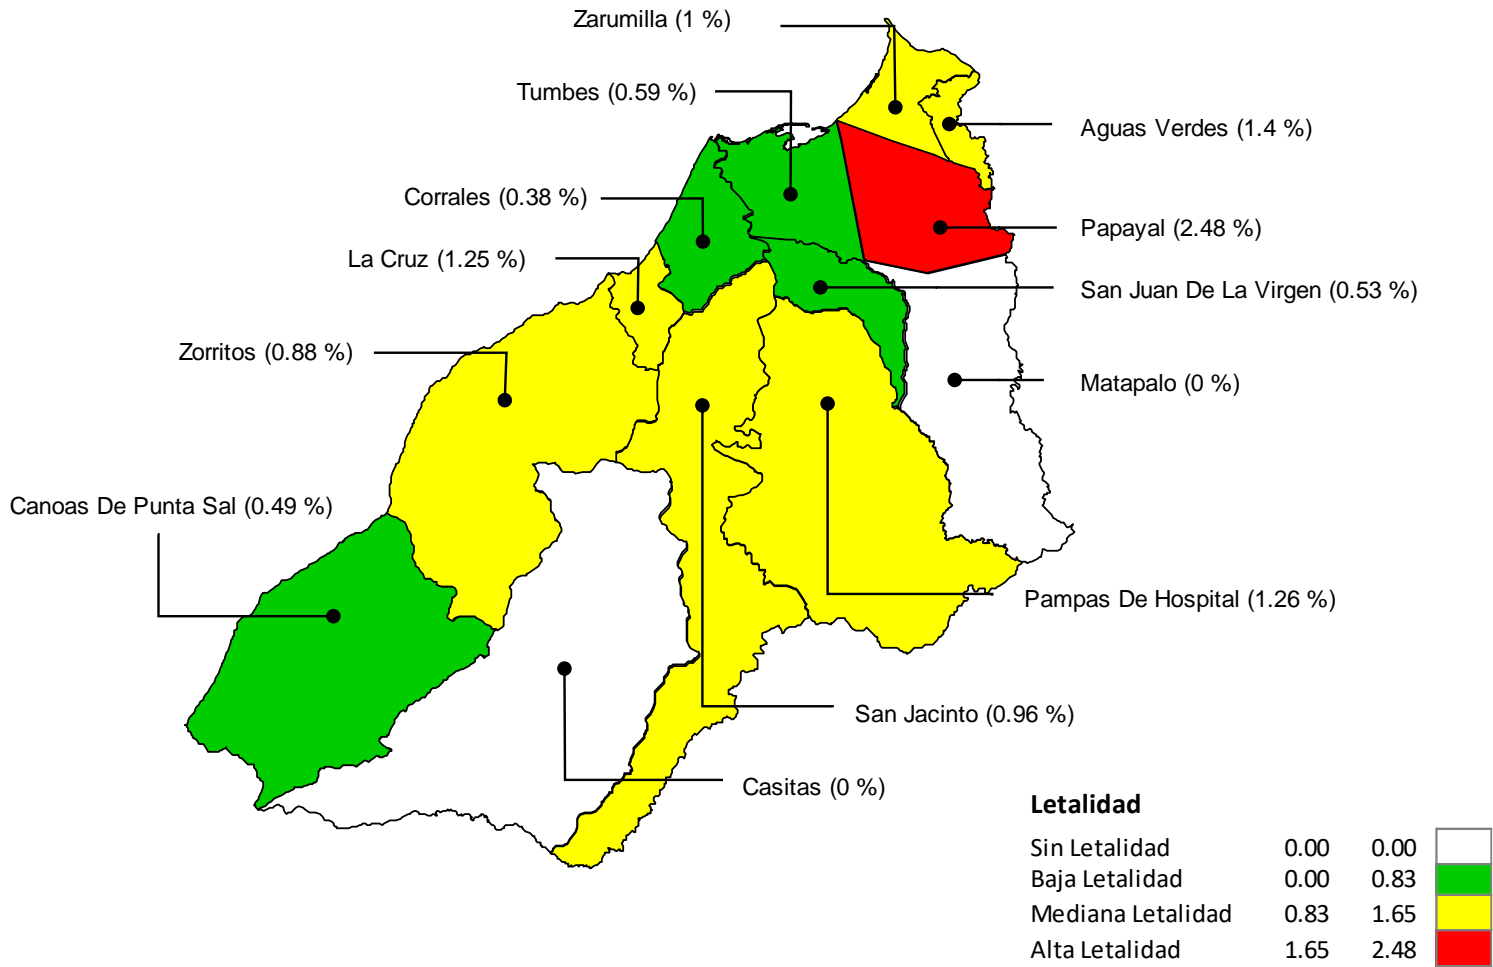 Zarumilla (1 %)
Tumbes (0.59 %)
Aguas Verdes (1.4 %)
Corrales (0.38 %)
Papayal (2.48 %)
La Cruz (1.25 %)
San Juan De La Virgen (0.53 %)
Zorritos (0.88 %)
Matapalo (0 %)
Canoas De Punta Sal (0.49 %)
Pampas De Hospital (1.26 %)
San Jacinto (0.96 %)
Casitas (0 %)
Letalidad
Sin Letalidad 0.00 0.00
Baja Letalidad 0.00 0.83
Mediana Letalidad 0.83 1.65
Alta Letalidad 1.65 2.48